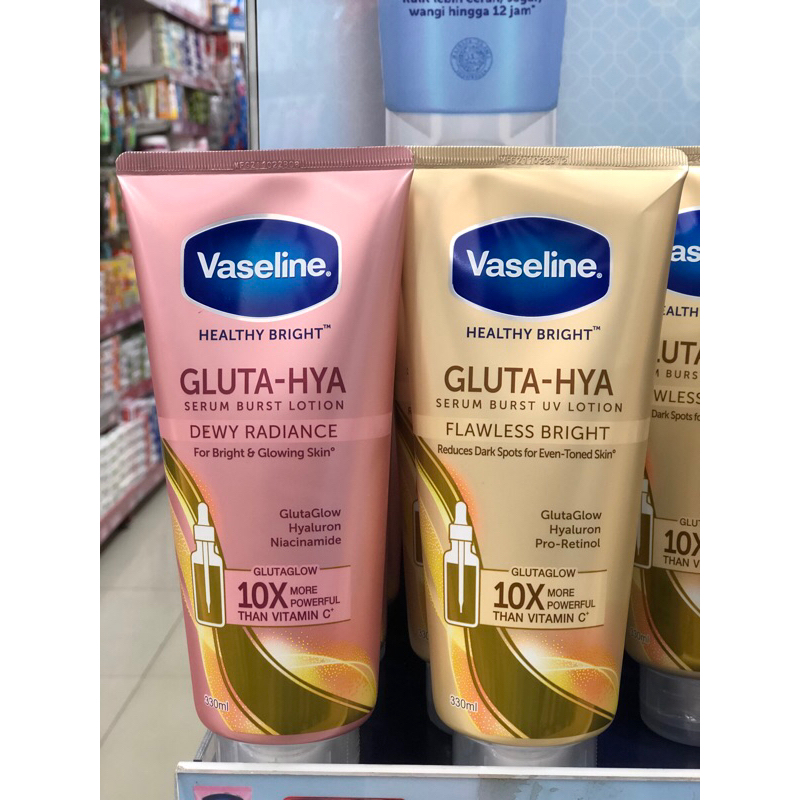 wangi hingga 12 jam*
Vaseline®
HEALTHY BRIGHT™
GLUTA-HYA
SERUM BURST LOTION
DEWY RADIANCE
For Bright & Glowing Skin*
GlutaGlow
Hyaluron
Niacinamide
GLUTAGLOW
10X MORE
POWERFUL
THAN VITAMIN C*
330ml
Vaseline®
HEALTHY BRIGHT™
GLUTA-HYA
SERUM BURST UV LOTION
FLAWLESS BRIGHT
Reduces Dark Spots for Even-Toned Skin*
GlutaGlow
Hyaluron
Pro-Retinol
GLUTAGLOW
10X MORE
POWERFUL
THAN VITAMIN C*
330ml
Dark Spots
10X